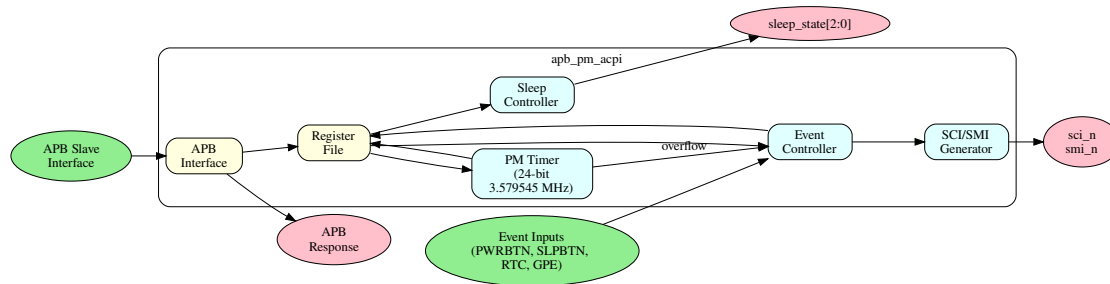 sleep_state[2:0]
apb_pm_acpi
Sleep
Controller
APB Slave
Interface
APB
Interface
Register
File
PM Timer
(24-bit
3.579545 MHz)
overflow
Event
Controller
SCI/SMI
Generator
sci_n
smi_n
APB
Response
Event Inputs
(PWRBTN, SLPBTN,
RTC, GPE)